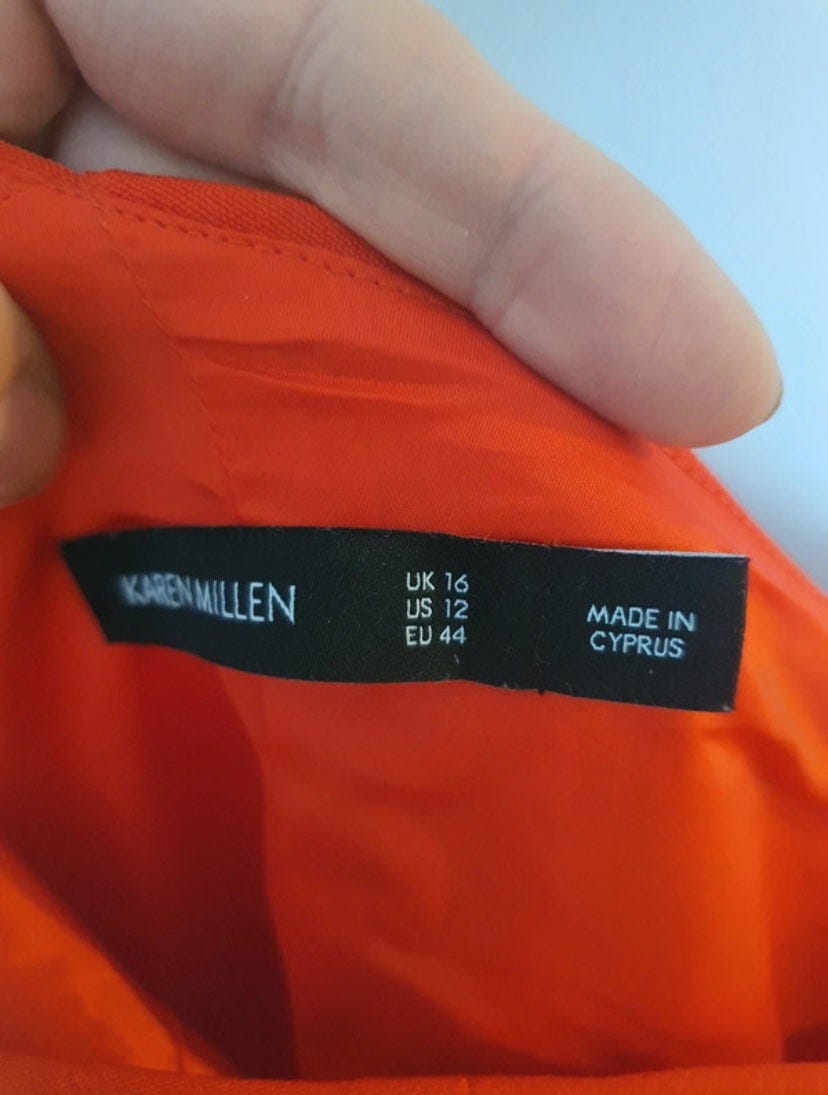 KAREN MILLEN
UK 16
US 12
EU 44
MADE IN
CYPRUS